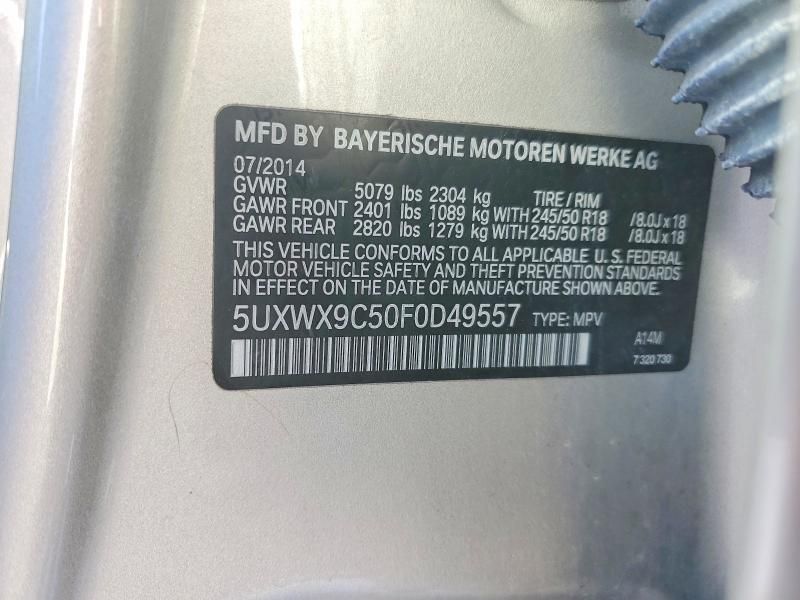 MFD BY BAYERISCHE MOTOREN WERKE AG
07/2014
GVWR 5079 lbs 2304 kg TIRE / RIM
GAWR FRONT 2401 lbs 1089 kg WITH 245/50 R18 /8.0J x 18
GAWR REAR 2820 lbs 1279 kg WITH 245/50 R18 /8.0J x 18
THIS VEHICLE CONFORMS TO ALL APPLICABLE U. S. FEDERAL
MOTOR VEHICLE SAFETY AND THEFT PREVENTION STANDARDS
IN EFFECT ON THE DATE OF MANUFACTURE SHOWN ABOVE.
5UXWX9C50F0D49557 TYPE: MPV
A14M
7 320 730